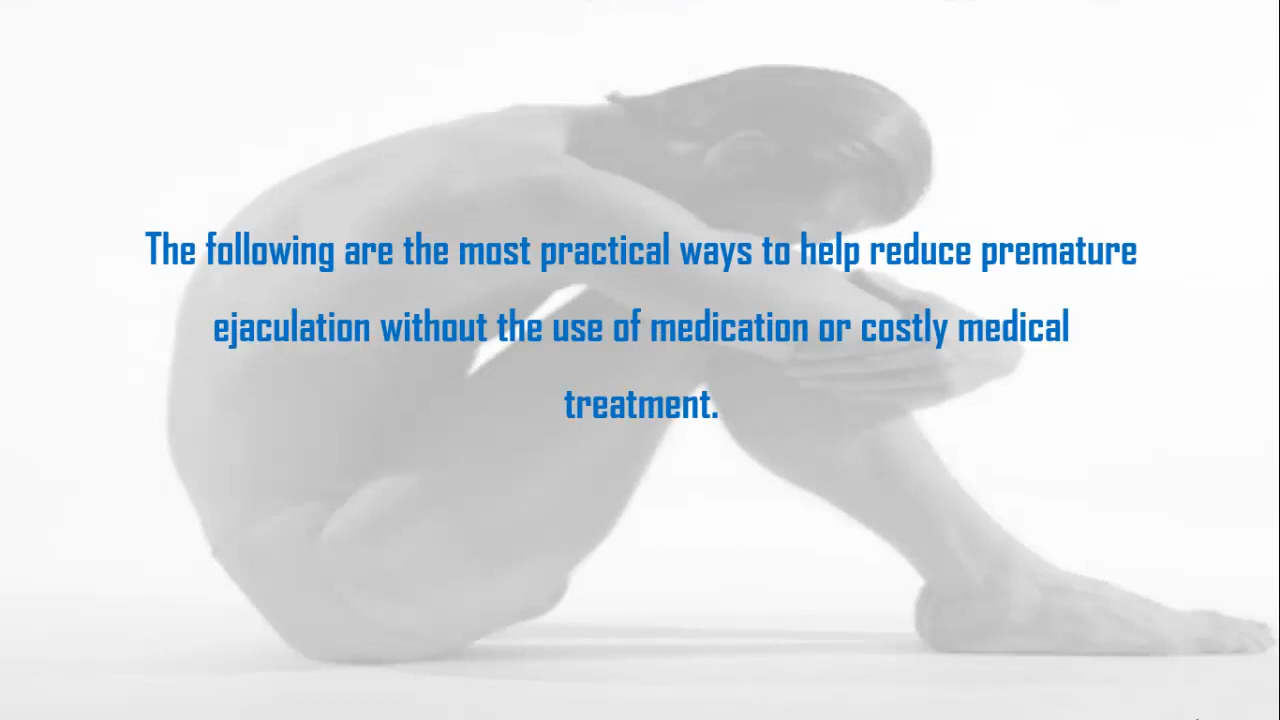 The following are the most practical ways to help reduce premature
ejaculation without the use of medication or costly medical
treatment.